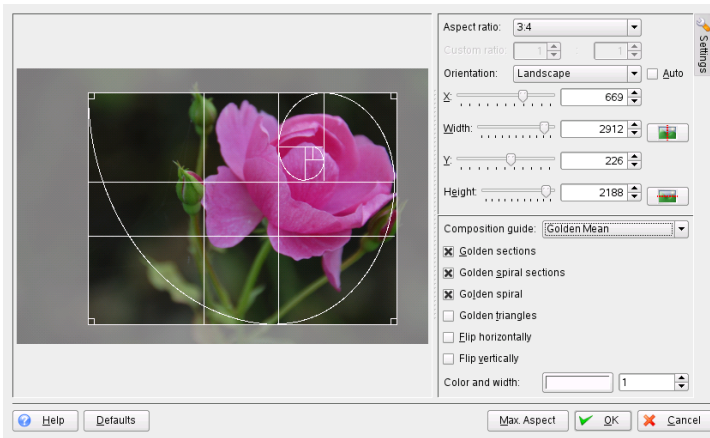 Aspect ratio: 3:4
Custom ratio: 1 : 1
Orientation: Landscape Auto
X: 669
Width: 2912
Y: 226
Height: 2188
Settings
Composition guide: Golden Mean
Golden sections
Golden spiral sections
Golden spiral
Golden triangles
Flip horizontally
Flip vertically
Color and width: 1
Help Defaults Max. Aspect OK Cancel